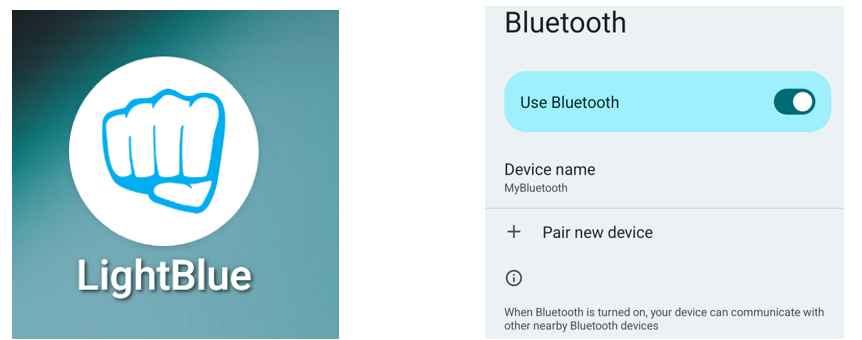 LightBlue
Bluetooth
Use Bluetooth
Device name
MyBluetooth
Pair new device
When Bluetooth is turned on, your device can communicate with
other nearby Bluetooth devices